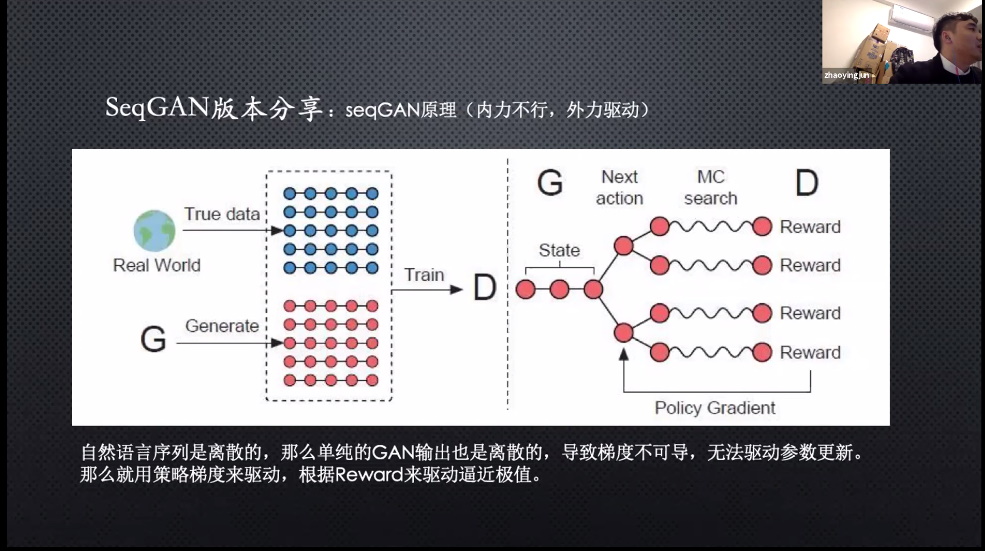 zhaoyingjun
SeqGAN版本分享：seqGAN原理（内力不行，外力驱动）
True data
Real World
G
Generate
Train
D
G
Next
action
MC
search
D
State
Reward
Reward
Reward
Reward
Policy Gradient
自然语言序列是离散的，那么单纯的GAN输出也是离散的，导致梯度不可导，无法驱动参数更新。
那么就用策略梯度来驱动，根据Reward来驱动逼近极值。